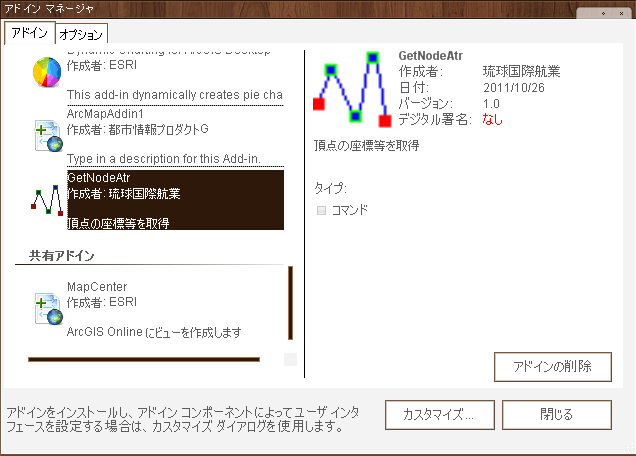 アドイン マネージャ
アドイン
オプション
Dynamic Charting for ArcGIS Desktop
作成者: ESRI
This add-in dynamically creates pie cha
ArcMapAddin1
作成者: 都市情報プロダクトG
Type in a description for this Add-in.
GetNodeAtr
作成者: 琉球国際航業
頂点の座標等を取得
共有アドイン
MapCenter
作成者: ESRI
ArcGIS Online にビューを作成します
GetNodeAtr
作成者: 琉球国際航業
日付: 2011/10/26
バージョン: 1.0
デジタル署名: なし
頂点の座標等を取得
タイプ:
コマンド
アドインの削除
アドインをインストールし、アドイン コンポーネントによってユーザ インタ
フェースを設定する場合は、カスタマイズ ダイアログを使用します。
カスタマイズ...
閉じる